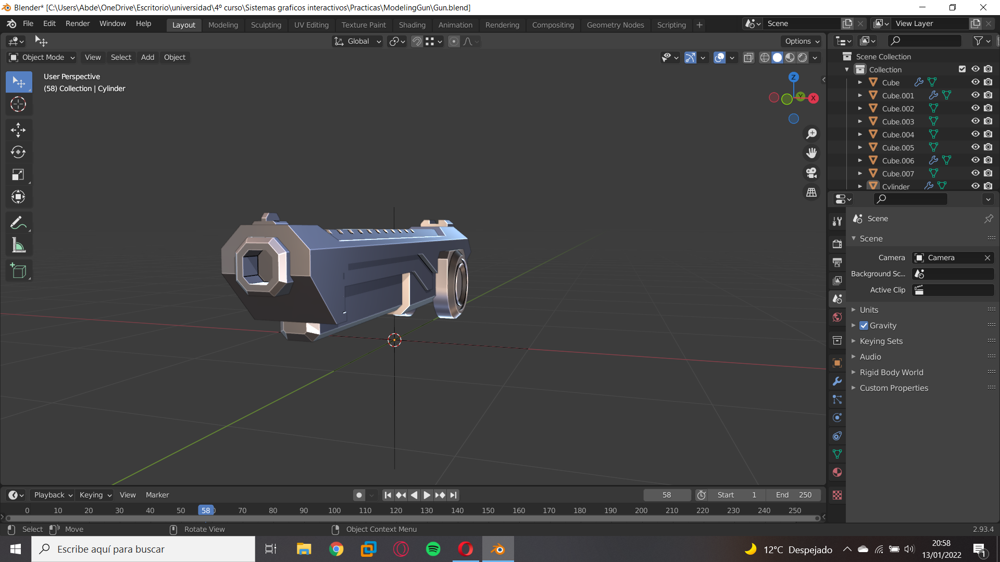 Blender* [C:\Users\Abde\OneDrive\Escritorio\universidad\4º curso\Sistemas graficos interactivos\Practicas\ModelingGun\Gun.blend]
File Edit Render Window Help Layout Modeling Sculpting UV Editing Texture Paint Shading Animation Rendering Compositing Geometry Nodes Scripting + Scene View Layer
Global Options
Object Mode View Select Add Object
User Perspective
(58) Collection | Cylinder
Z
Y
X
Scene Collection
Collection
Cube
Cube.001
Cube.002
Cube.003
Cube.004
Cube.005
Cube.006
Cube.007
Cylinder
Scene
Scene
Camera Camera
Background Sc...
Active Clip
Units
Gravity
Keying Sets
Audio
Rigid Body World
Custom Properties
Playback Keying View Marker 58 Start 1 End 250
0 10 20 30 40 50 58 70 80 90 100 110 120 130 140 150 160 170 180 190 200 210 220 230 240 250
Select Move Rotate View Object Context Menu 2.93.4
Escribe aquí para buscar
12°C Despejado
20:58
13/01/2022
1